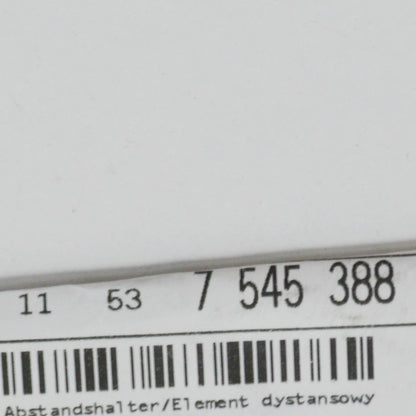 11 53 7 545 388
Abstandshalter/Element dystansowy